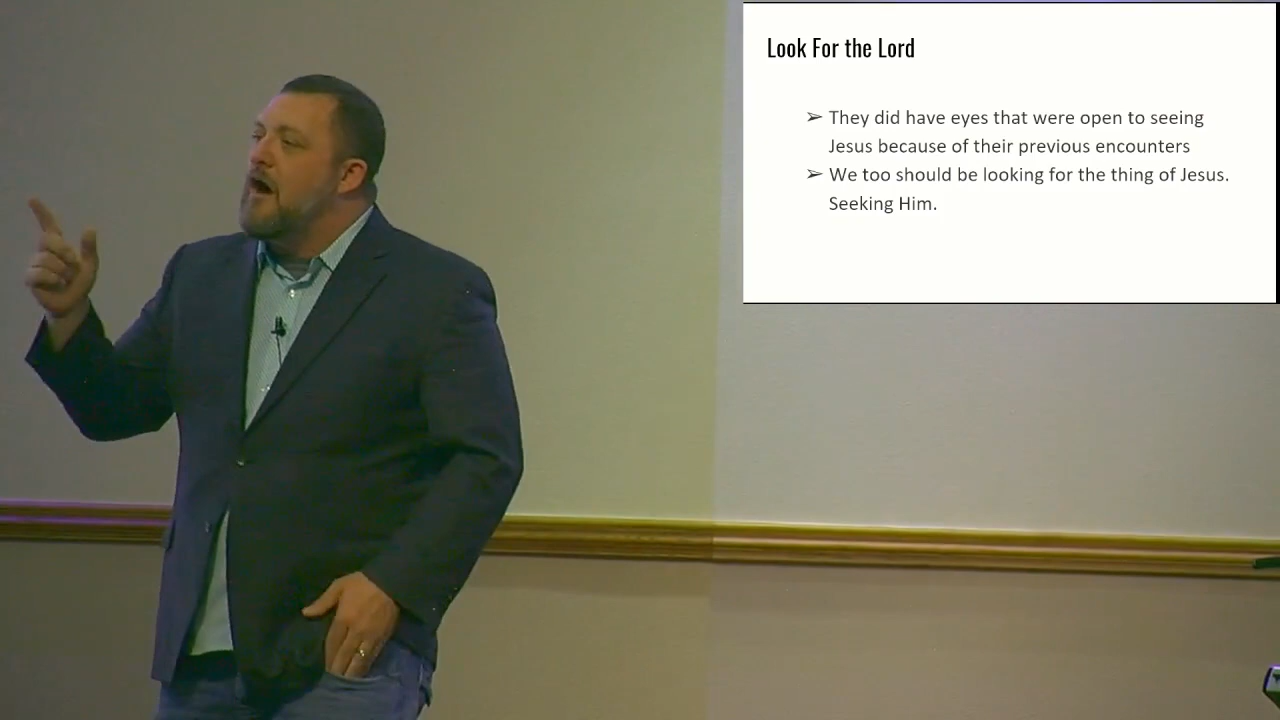 Look For the Lord
➢ They did have eyes that were open to seeing
Jesus because of their previous encounters
➢ We too should be looking for the thing of Jesus.
Seeking Him.